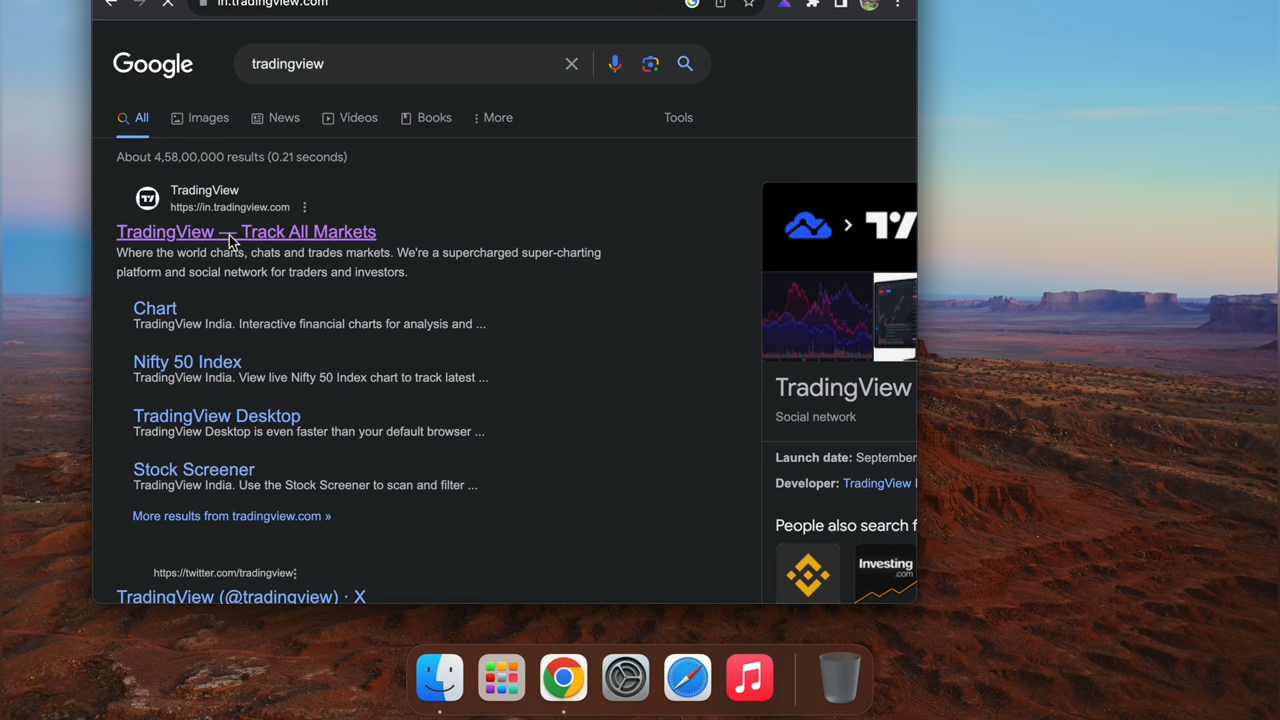 in.tradingview.com
Google
tradingview
All
Images
News
Videos
Books
More
Tools
About 4,58,00,000 results (0.21 seconds)
TradingView
https://in.tradingview.com
TradingView — Track All Markets
Where the world charts, chats and trades markets. We're a supercharged super-charting
platform and social network for traders and investors.
Chart
TradingView India. Interactive financial charts for analysis and ...
Nifty 50 Index
TradingView India. View live Nifty 50 Index chart to track latest ...
TradingView Desktop
TradingView Desktop is even faster than your default browser ...
Stock Screener
TradingView India. Use the Stock Screener to scan and filter ...
More results from tradingview.com »
https://twitter.com/tradingview
TradingView (@tradingview) · X
TradingView
Social network
Launch date: September
Developer: TradingView
People also search
Investing
.com